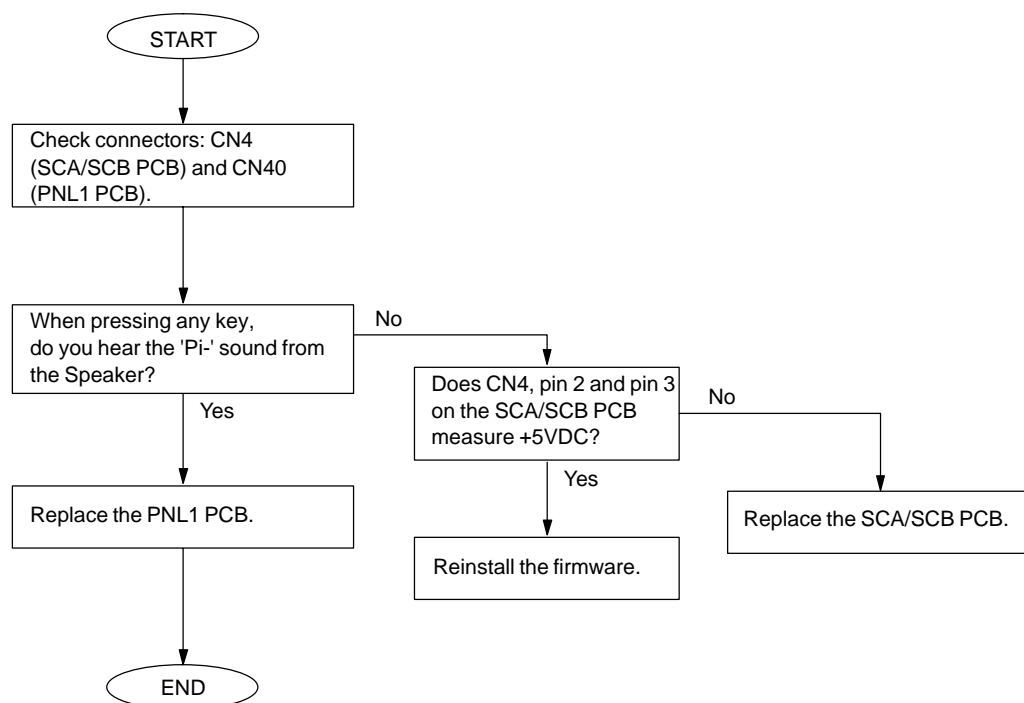 START
Check connectors: CN4
(SCA/SCB PCB) and CN40
(PNL1 PCB).
When pressing any key,
do you hear the 'Pi-' sound from
the Speaker?
No
Yes
Does CN4, pin 2 and pin 3
on the SCA/SCB PCB
measure +5VDC?
No
Yes
Replace the PNL1 PCB.
Reinstall the firmware.
Replace the SCA/SCB PCB.
END